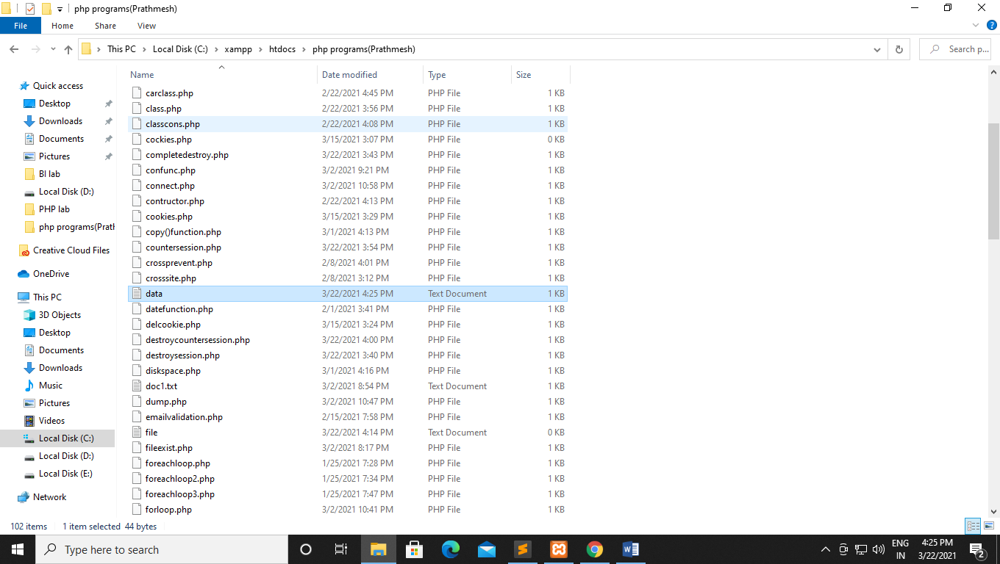 php programs(Prathmesh)
File Home Share View
This PC Local Disk (C:) xampp htdocs php programs(Prathmesh) Search p...
Quick access
Desktop
Downloads
Documents
Pictures
BI lab
Local Disk (D:)
PHP lab
php programs(Prath
Creative Cloud Files
OneDrive
This PC
3D Objects
Desktop
Documents
Downloads
Music
Pictures
Videos
Local Disk (C:)
Local Disk (D:)
Local Disk (E:)
Network
Name Date modified Type Size
carclass.php 2/22/2021 4:45 PM PHP File 1 KB
class.php 2/22/2021 3:56 PM PHP File 1 KB
classcons.php 2/22/2021 4:08 PM PHP File 1 KB
cockies.php 3/15/2021 3:07 PM PHP File 0 KB
completedestroy.php 3/22/2021 3:43 PM PHP File 1 KB
confunc.php 3/2/2021 9:21 PM PHP File 1 KB
connect.php 3/2/2021 10:58 PM PHP File 1 KB
contructor.php 2/22/2021 4:13 PM PHP File 1 KB
cookies.php 3/15/2021 3:29 PM PHP File 1 KB
copy()function.php 3/1/2021 4:13 PM PHP File 1 KB
countersession.php 3/22/2021 3:54 PM PHP File 1 KB
crossprevent.php 2/8/2021 4:01 PM PHP File 1 KB
crosssite.php 2/8/2021 3:12 PM PHP File 1 KB
data 3/22/2021 4:25 PM Text Document 1 KB
datefunction.php 2/1/2021 3:41 PM PHP File 1 KB
delcookie.php 3/15/2021 3:24 PM PHP File 1 KB
destroycountersession.php 3/22/2021 4:00 PM PHP File 1 KB
destroysession.php 3/22/2021 3:40 PM PHP File 1 KB
diskspace.php 3/1/2021 4:16 PM PHP File 1 KB
doc1.txt 3/2/2021 8:54 PM Text Document 1 KB
dump.php 3/2/2021 10:47 PM PHP File 1 KB
emailvalidation.php 2/15/2021 7:58 PM PHP File 1 KB
file 3/22/2021 4:14 PM Text Document 0 KB
fileexist.php 3/2/2021 8:17 PM PHP File 1 KB
foreachloop.php 1/25/2021 7:28 PM PHP File 1 KB
foreachloop2.php 1/25/2021 7:34 PM PHP File 1 KB
foreachloop3.php 1/25/2021 7:47 PM PHP File 1 KB
forloop.php 3/2/2021 10:41 PM PHP File 1 KB
102 items 1 item selected 44 bytes
Type here to search
ENG
IN
4:25 PM
3/22/2021
2